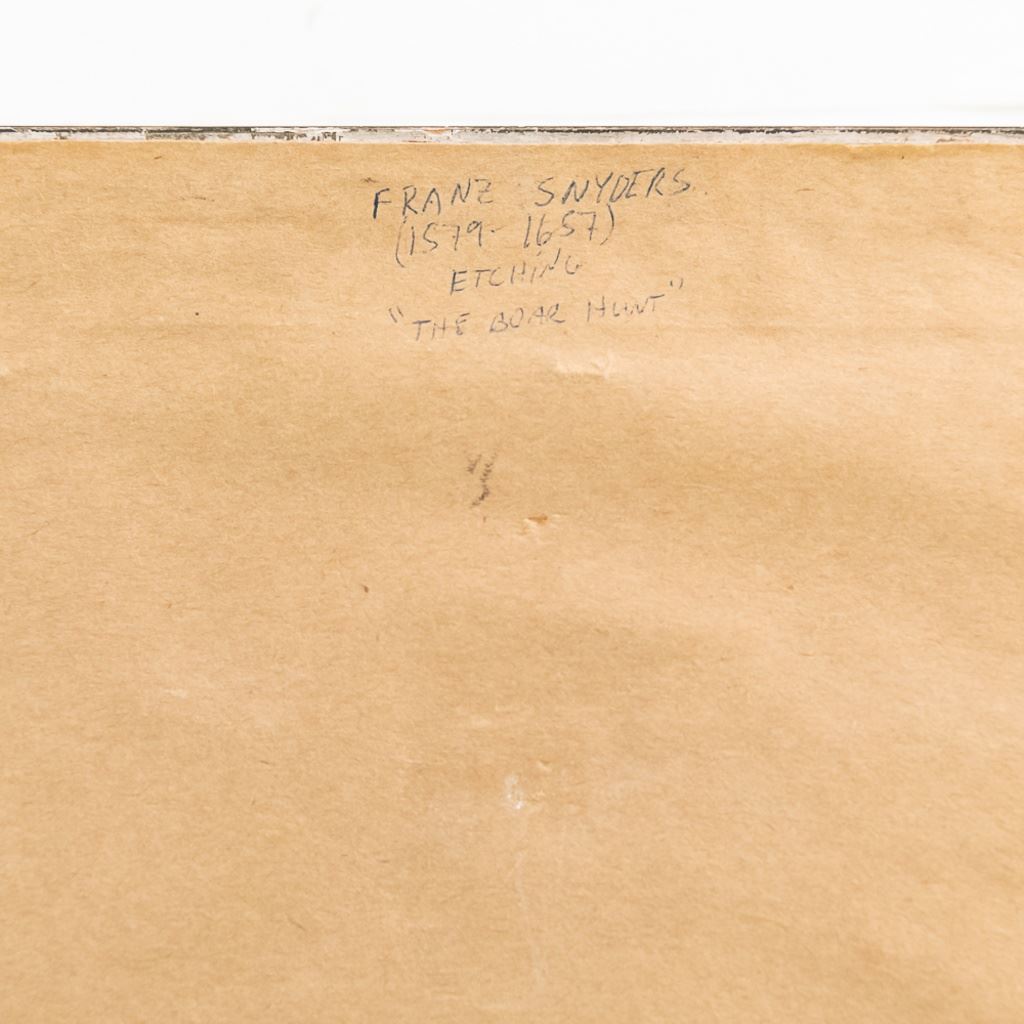 FRANZ SNYDERS.
(1579- 1657)
ETCHING
"THE BOAR HUNT"